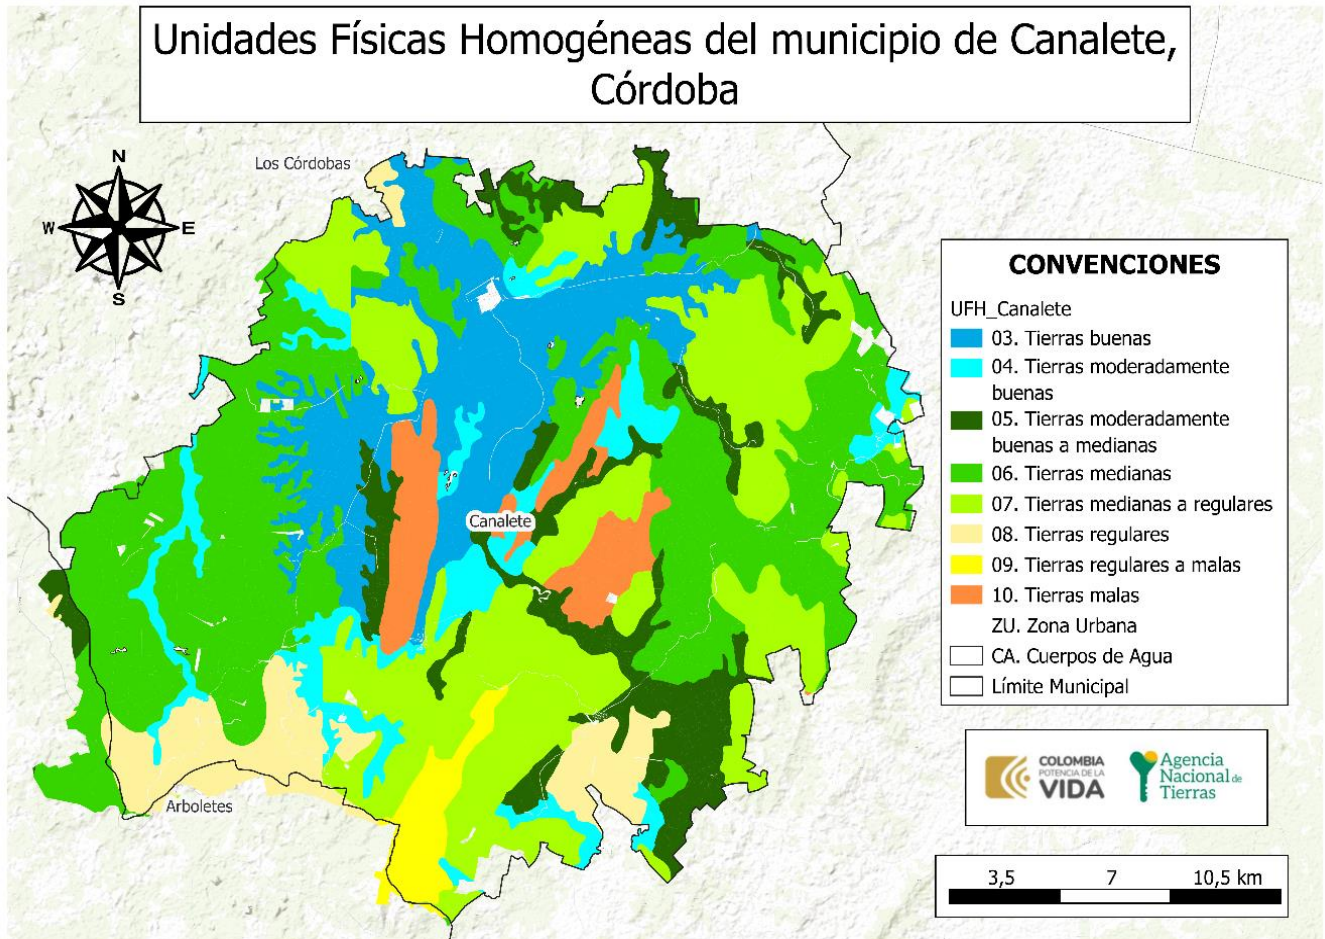 Unidades Físicas Homogéneas del municipio de Canalete,
Córdoba
N
W
E
S
Los Córdobas
Canalete
Arboletes
CONVENCIONES
UFH_Canalete
03. Tierras buenas
04. Tierras moderadamente
buenas
05. Tierras moderadamente
buenas a medianas
06. Tierras medianas
07. Tierras medianas a regulares
08. Tierras regulares
09. Tierras regulares a malas
10. Tierras malas
ZU. Zona Urbana
CA. Cuerpos de Agua
Límite Municipal
COLOMBIA
POTENCIA DE LA
VIDA
Agencia
Nacional de
Tierras
3,5 7 10,5 km